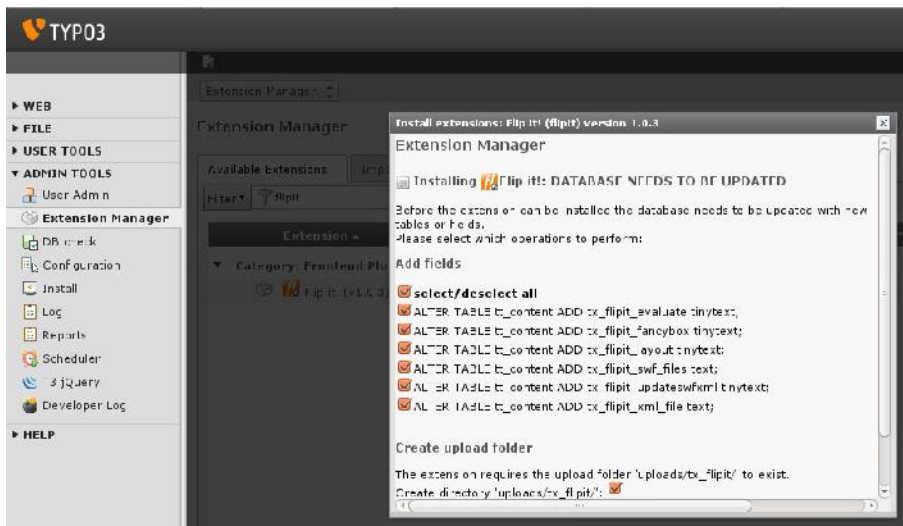 TYPO3
WEB
FILE
USER TOOLS
ADMIN TOOLS
User Admin
Extension Manager
DB check
Configuration
Install
Log
Reports
Scheduler
T3 jQuery
Developer Log
HELP
Extension Manager
Extension Manager
Available Extensions
Filter
flipit
Extension
Category: Frontend Plu
Flip it! (v1.0.3)
Install extensions: Flip it! (flipit) version 1.0.3
Extension Manager
Installing Flip it!: DATABASE NEEDS TO BE UPDATED
Before the extension can be installed the database needs to be updated with new
tables or fields.
Please select which operations to perform:
Add fields
select/deselect all
ALTER TABLE tt_content ADD tx_flipit_evaluate tinytext;
ALTER TABLE tt_content ADD tx_flipit_fancybox tinytext;
ALTER TABLE tt_content ADD tx_flipit_layout tinytext;
ALTER TABLE tt_content ADD tx_flipit_swf_files text;
ALTER TABLE tt_content ADD tx_flipit_updateswfxml tinytext;
ALTER TABLE tt_content ADD tx_flipit_xml_file text;
Create upload folder
The extension requires the upload folder 'uploads/tx_flipit/' to exist.
Create directory 'uploads/tx_flipit/':